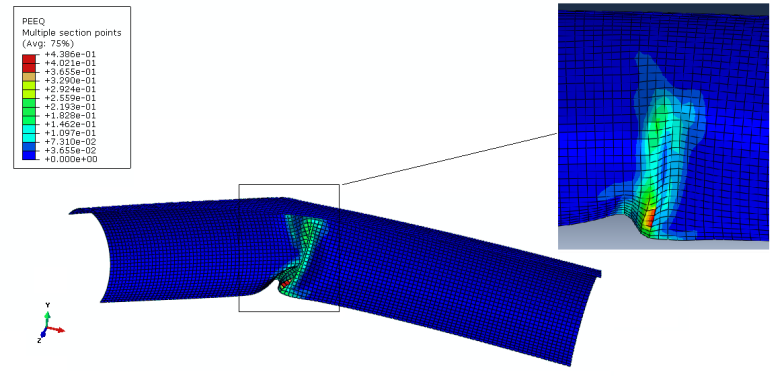 PEEQ
Multiple section points
(Avg: 75%)
+4.386e-01
+4.021e-01
+3.655e-01
+3.290e-01
+2.924e-01
+2.559e-01
+2.193e-01
+1.828e-01
+1.462e-01
+1.097e-01
+7.310e-02
+3.655e-02
+0.000e+00
Y
Z